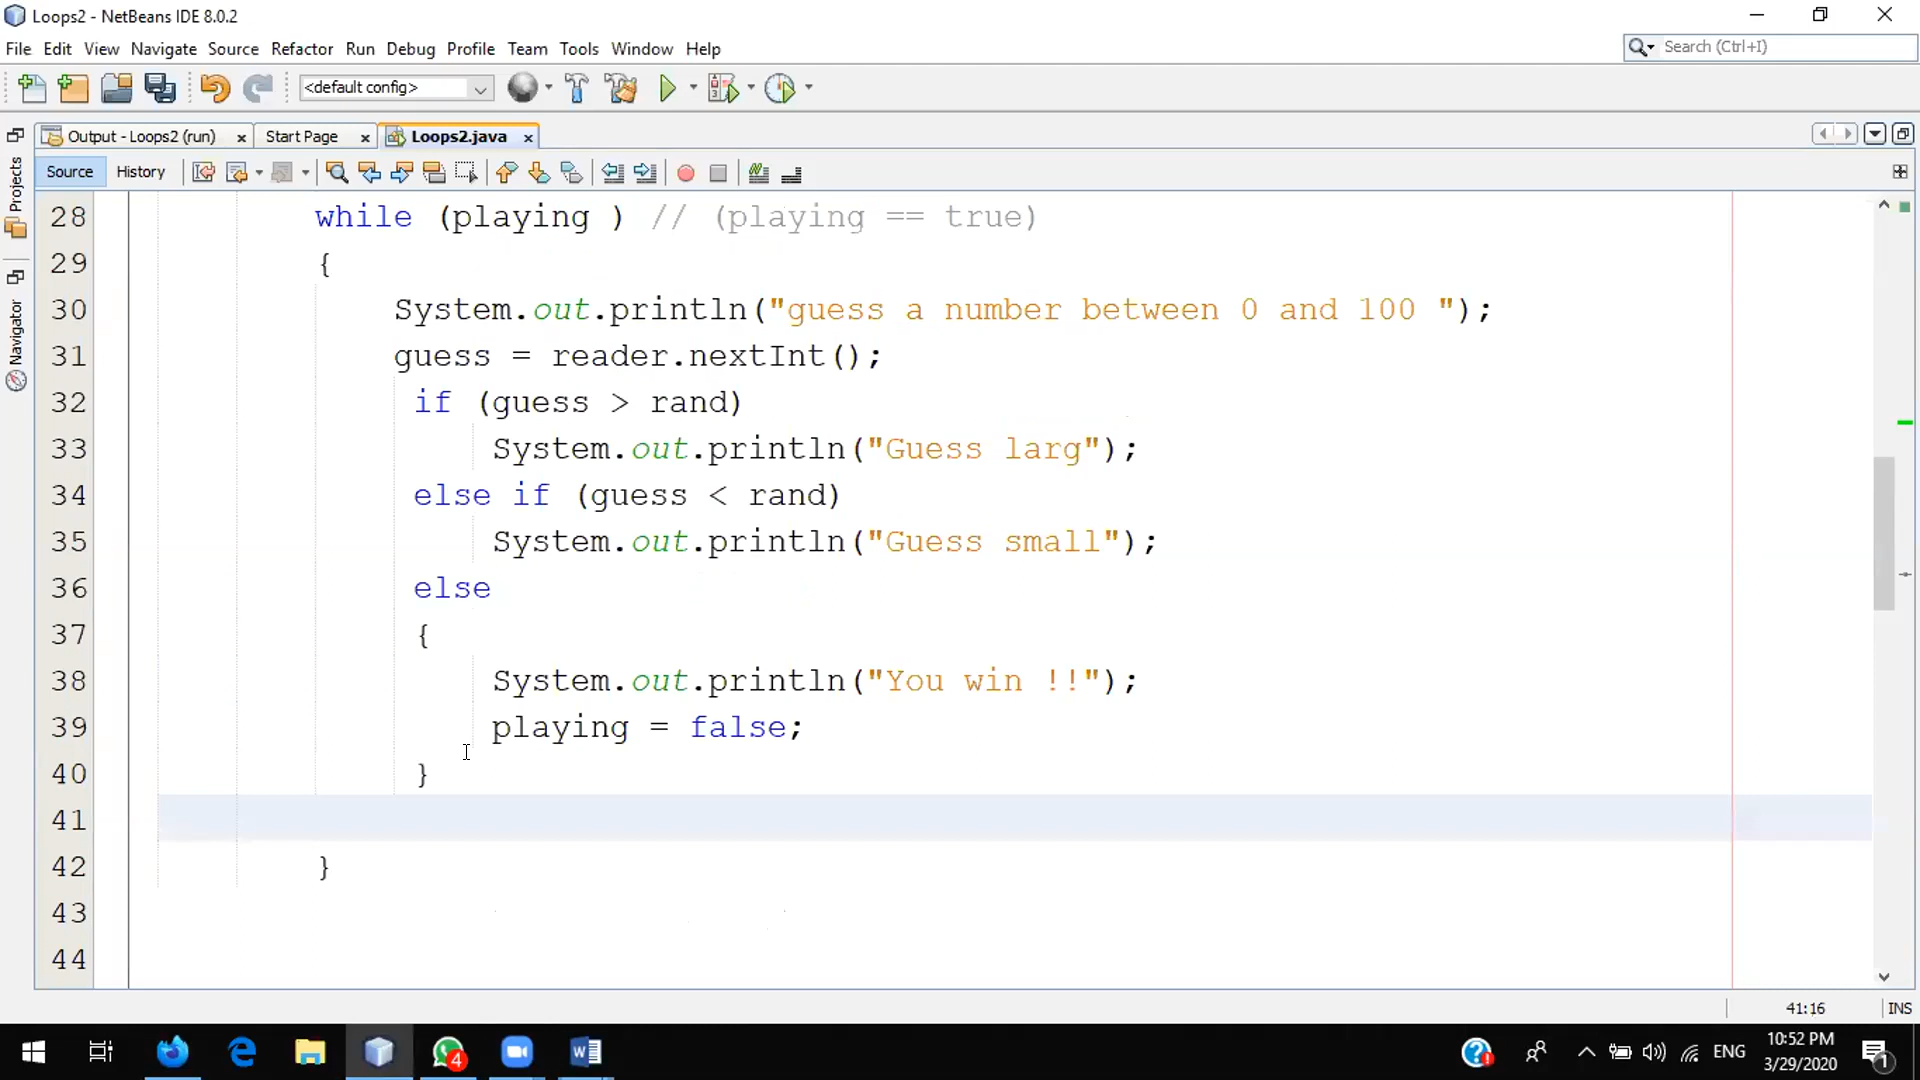 Loops2 - NetBeans IDE 8.0.2
File Edit View Navigate Source Refactor Run Debug Profile Team Tools Window Help
Search (Ctrl+I)
<default config>
Output - Loops2 (run) Start Page Loops2.java
Source History
Projects
Navigator
28 while (playing ) // (playing == true)
29 {
30 System.out.println("guess a number between 0 and 100 ");
31 guess = reader.nextInt();
32 if (guess > rand)
33 System.out.println("Guess larg");
34 else if (guess < rand)
35 System.out.println("Guess small");
36 else
37 {
38 System.out.println("You win !!");
39 playing = false;
40 }
41
42 }
43
44
41:16 INS
4
ENG
10:52 PM
3/29/2020
1